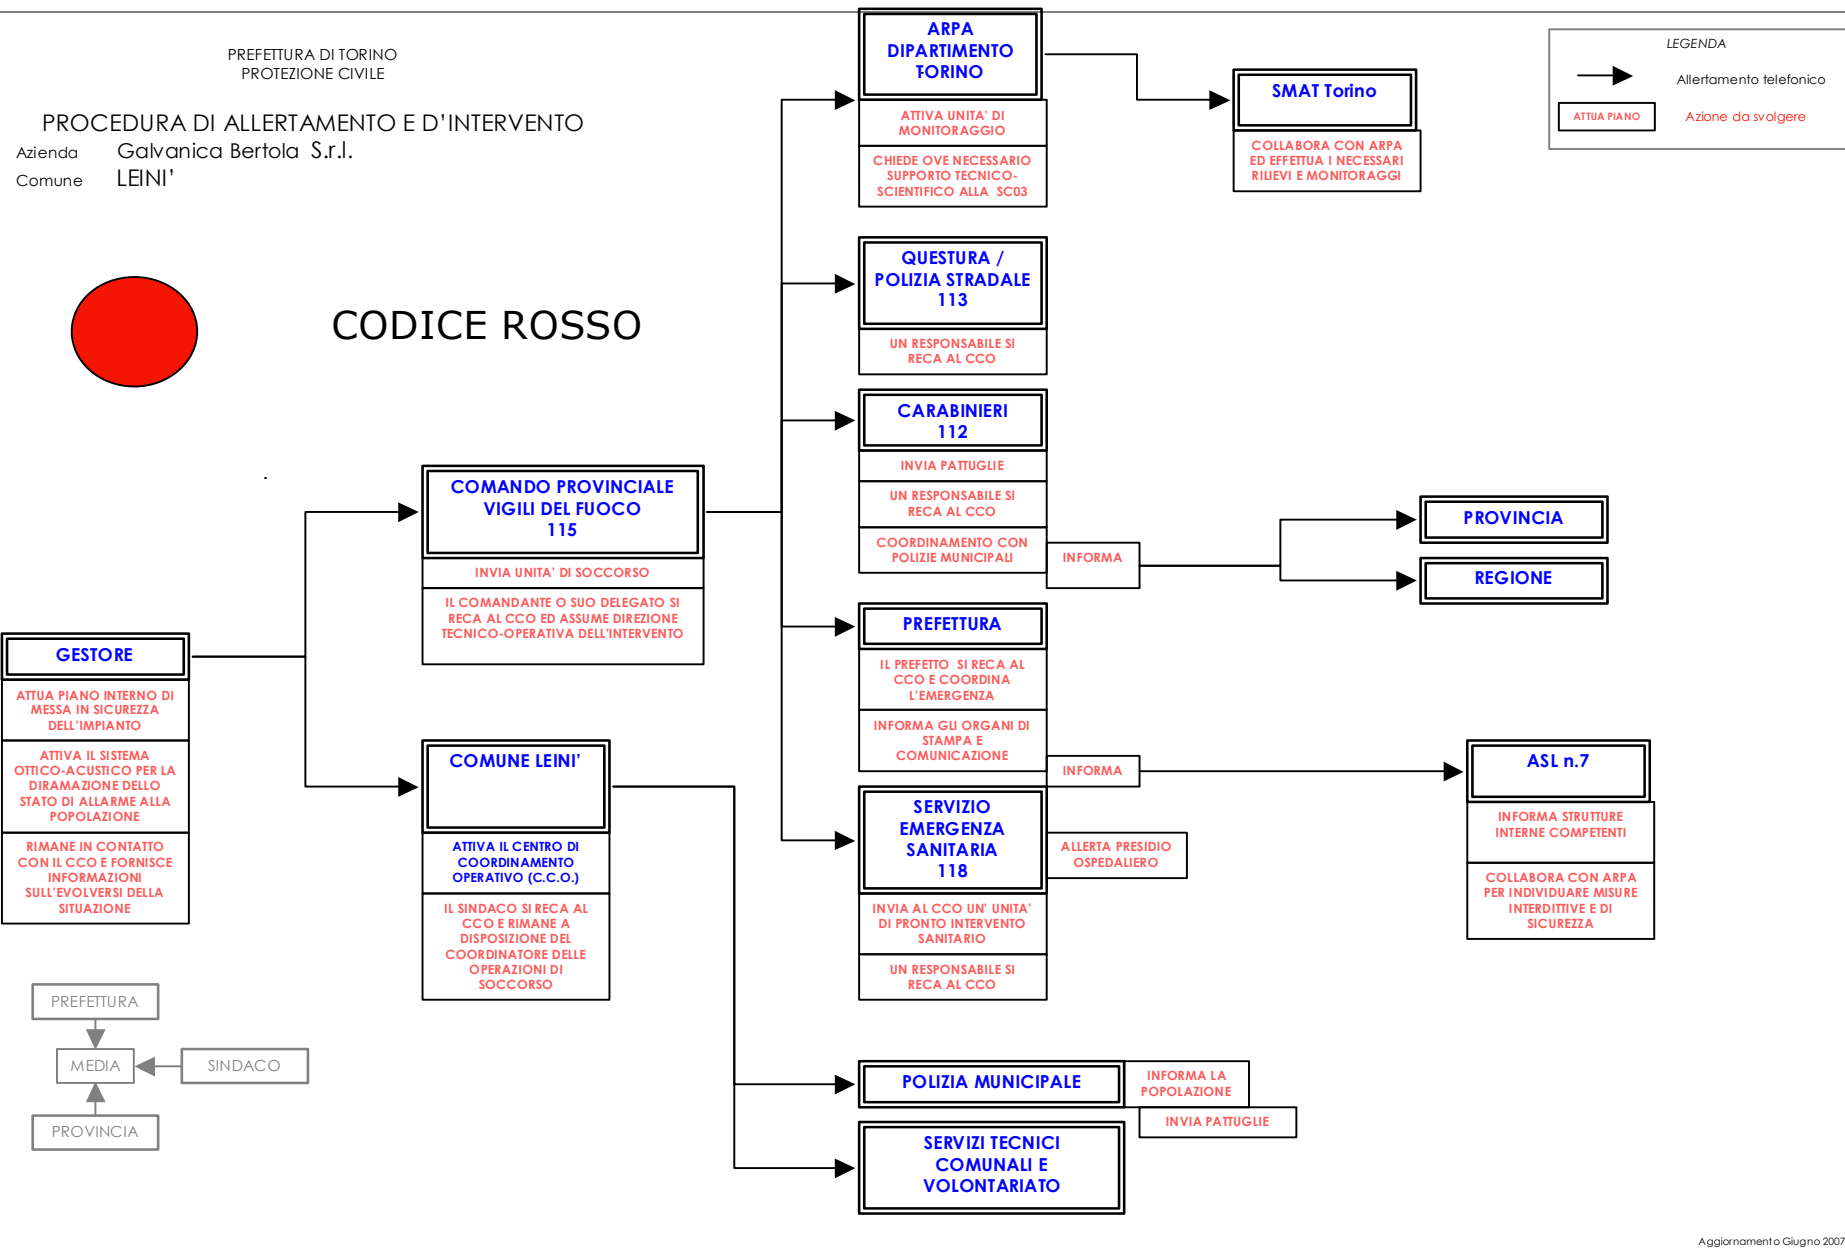 PREFETTURA DI TORINO
PROTEZIONE CIVILE
PROCEDURA DI ALLERTAMENTO E D'INTERVENTO
Azienda Galvanica Bertola S.r.l.
Comune LEINI'
CODICE ROSSO
LEGENDA
Allertamento telefonico
ATTUA PIANO
Azione da svolgere
GESTORE
ATTUA PIANO INTERNO DI
MESSA IN SICUREZZA
DELL'IMPIANTO
ATTIVA IL SISTEMA
OTTICO-ACUSTICO PER LA
DIRAMAZIONE DELLO
STATO DI ALLARME ALLA
POPOLAZIONE
RIMANE IN CONTATTO
CON IL CCO E FORNISCE
INFORMAZIONI
SULL'EVOLVERSI DELLA
SITUAZIONE
COMANDO PROVINCIALE
VIGILI DEL FUOCO
115
INVIA UNITA' DI SOCCORSO
IL COMANDANTE O SUO DELEGATO SI
RECA AL CCO ED ASSUME DIREZIONE
TECNICO-OPERATIVA DELL'INTERVENTO
COMUNE LEINI'
ATTIVA IL CENTRO DI
COORDINAMENTO
OPERATIVO (C.C.O.)
IL SINDACO SI RECA AL
CCO E RIMANE A
DISPOSIZIONE DEL
COORDINATORE DELLE
OPERAZIONI DI
SOCCORSO
ARPA
DIPARTIMENTO
TORINO
ATTIVA UNITA' DI
MONITORAGGIO
CHIEDE OVE NECESSARIO
SUPPORTO TECNICO-
SCIENTIFICO ALLA SC03
SMAT Torino
COLLABORA CON ARPA
ED EFFETTUA I NECESSARI
RILIEVI E MONITORAGGI
QUESTURA /
POLIZIA STRADALE
113
UN RESPONSABILE SI
RECA AL CCO
CARABINIERI
112
INVIA PATTUGLIE
UN RESPONSABILE SI
RECA AL CCO
COORDINAMENTO CON
POLIZIE MUNICIPALI
INFORMA
PROVINCIA
REGIONE
PREFETTURA
IL PREFETTO SI RECA AL
CCO E COORDINA
L'EMERGENZA
INFORMA GLI ORGANI DI
STAMPA E
COMUNICAZIONE
INFORMA
ASL n.7
INFORMA STRUTTURE
INTERNE COMPETENTI
COLLABORA CON ARPA
PER INDIVIDUARE MISURE
INTERDITTIVE E DI
SICUREZZA
SERVIZIO
EMERGENZA
SANITARIA
118
ALLERTA PRESIDIO
OSPEDALIERO
INVIA AL CCO UN' UNITA'
DI PRONTO INTERVENTO
SANITARIO
UN RESPONSABILE SI
RECA AL CCO
POLIZIA MUNICIPALE
INFORMA LA
POPOLAZIONE
INVIA PATTUGLIE
SERVIZI TECNICI
COMUNALI E
VOLONTARIATO
PREFETTURA
MEDIA
SINDACO
PROVINCIA
Aggiornamento Giugno 2007